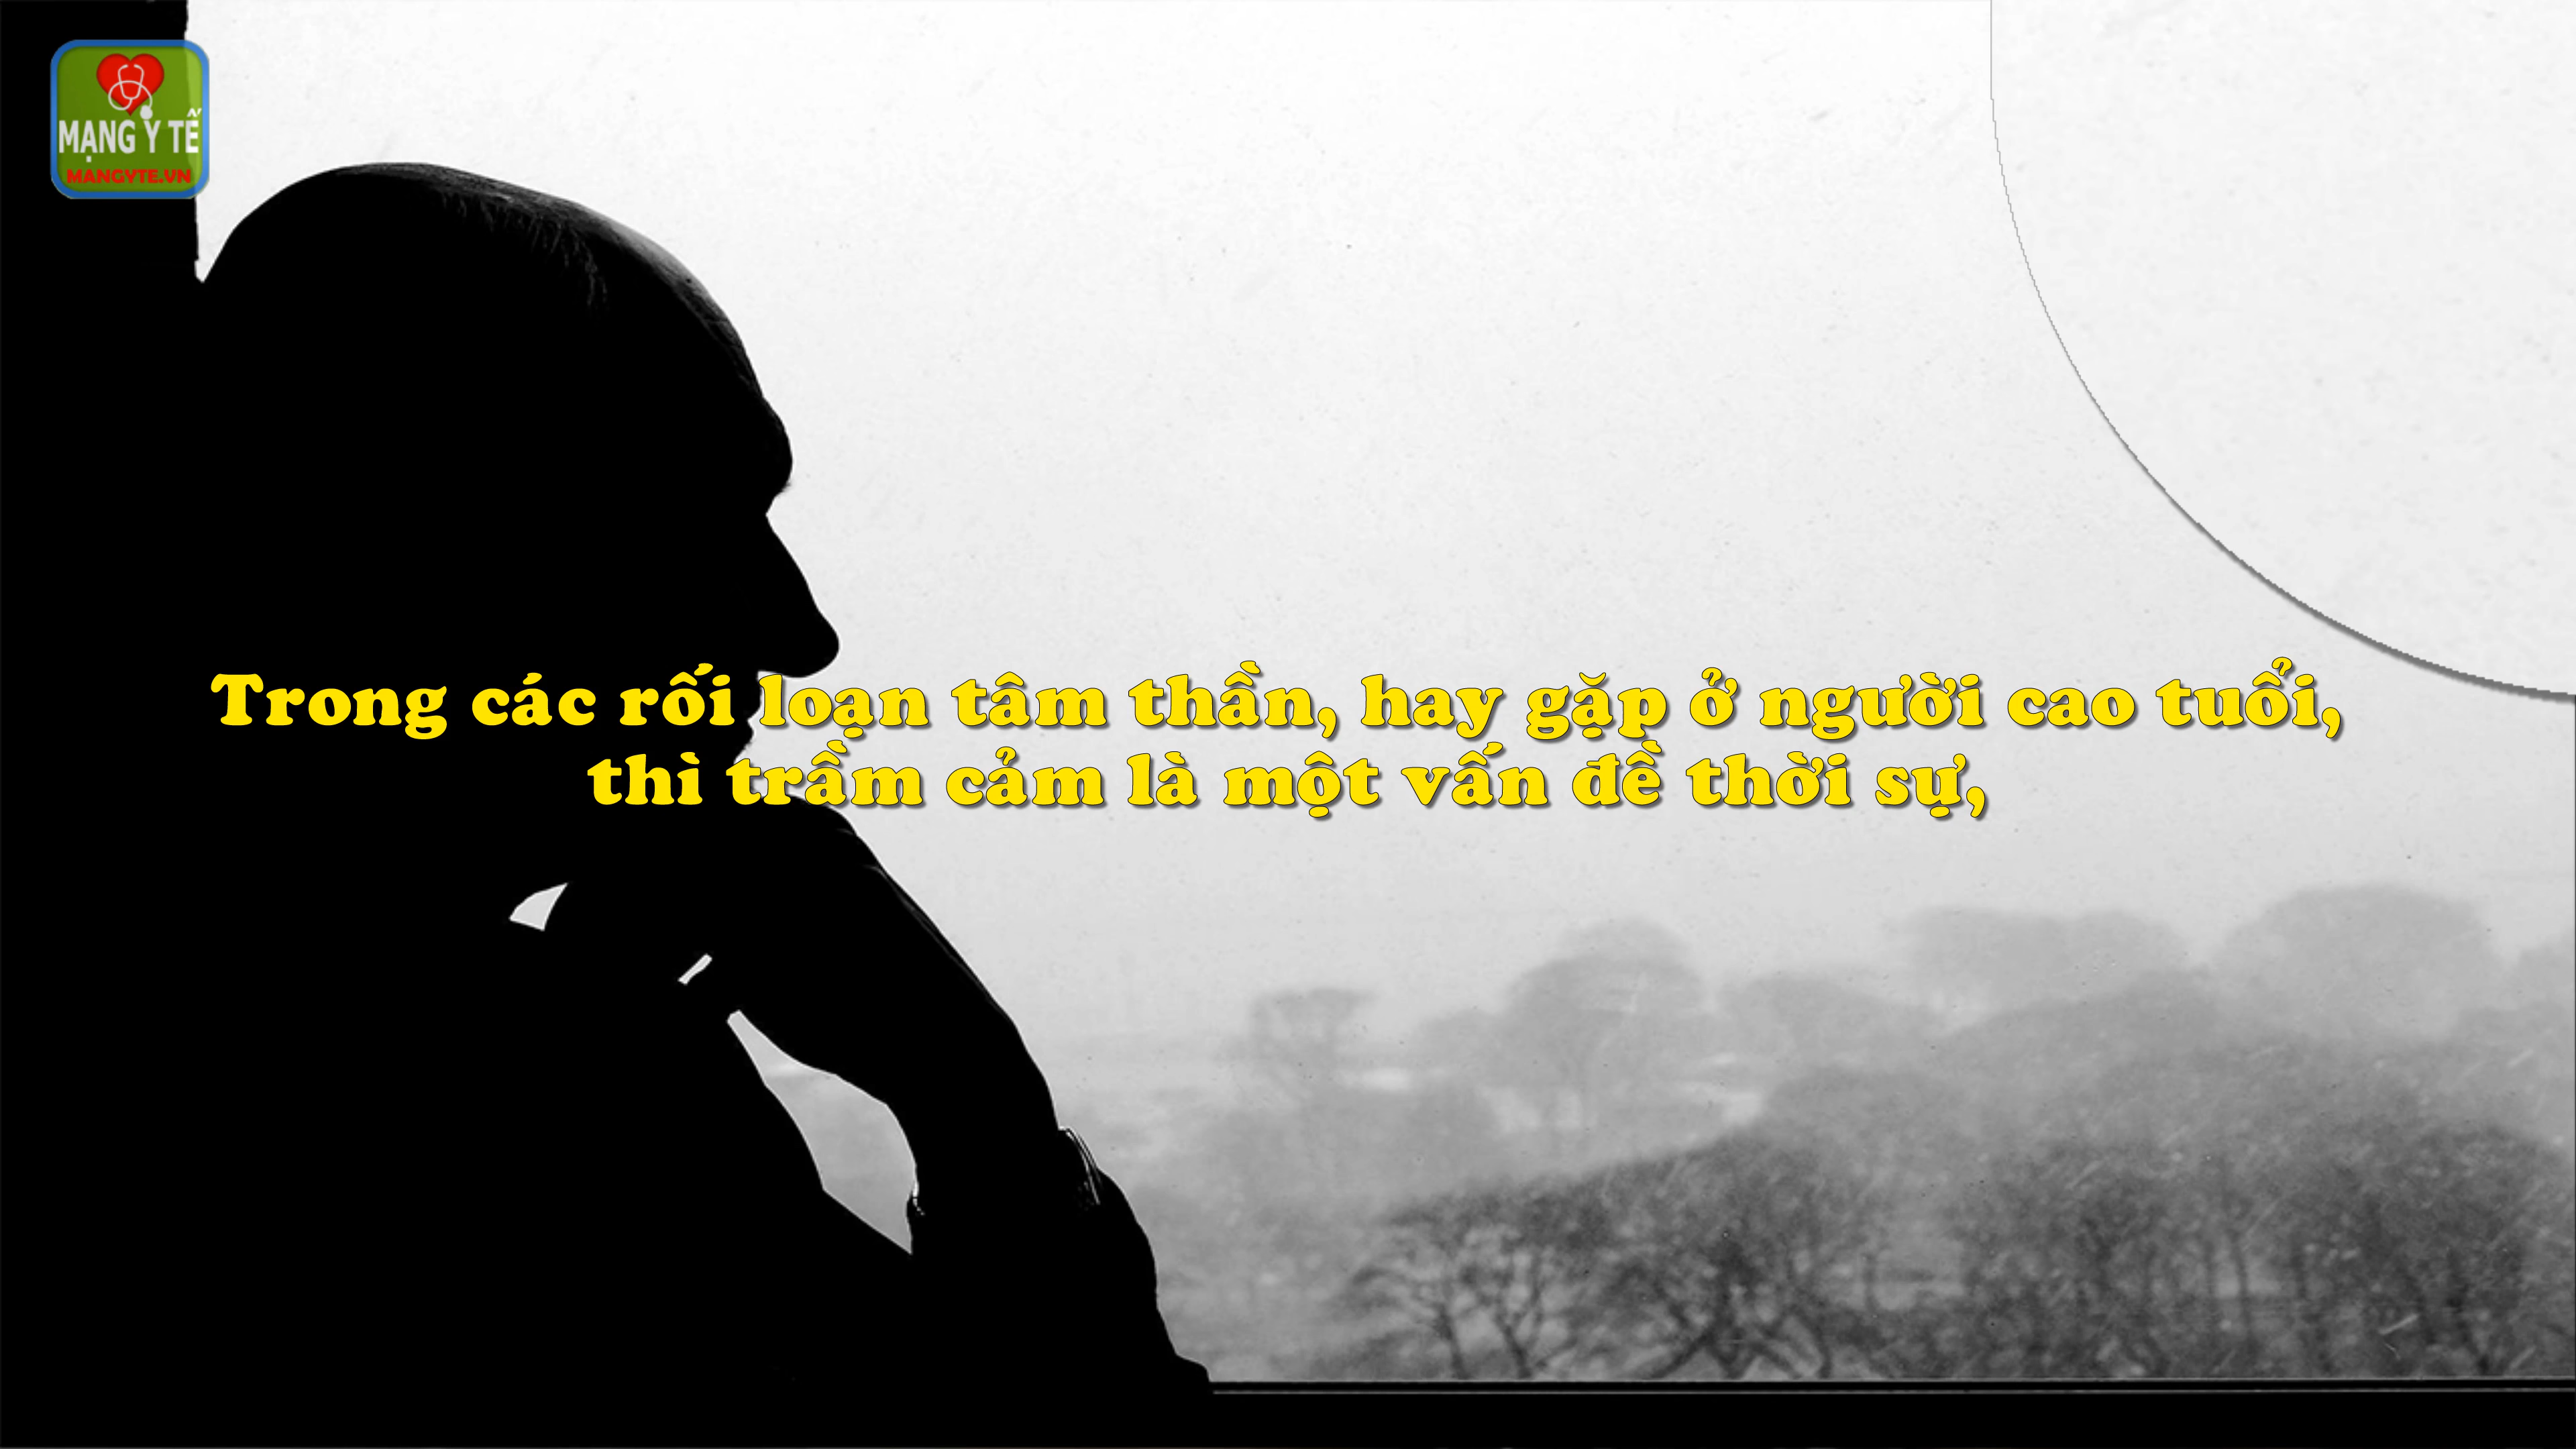 MẠNG Y TẾ
MANGYTE.VN
Trong các rối loạn tâm thần, hay gặp ở người cao tuổi,
thì trầm cảm là một vấn đề thời sự,